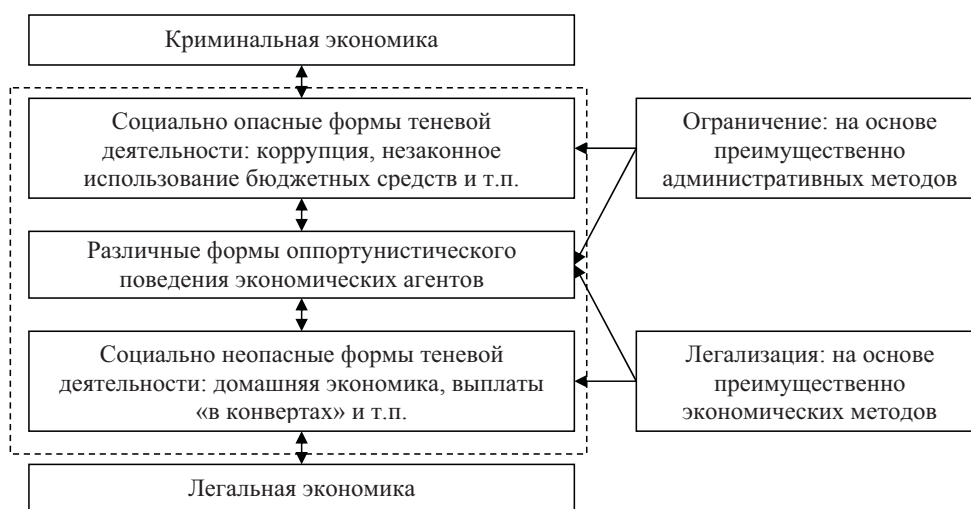 Криминальная экономика
Социально опасные формы теневой
деятельности: коррупция, незаконное
использование бюджетных средств и т.п.
Ограничение: на основе
преимущественно
административных методов
Различные формы оппортунистического
поведения экономических агентов
Социально неопасные формы теневой
деятельности: домашняя экономика, выплаты
«в конвертах» и т.п.
Легализация: на основе
преимущественно
экономических методов
Легальная экономика